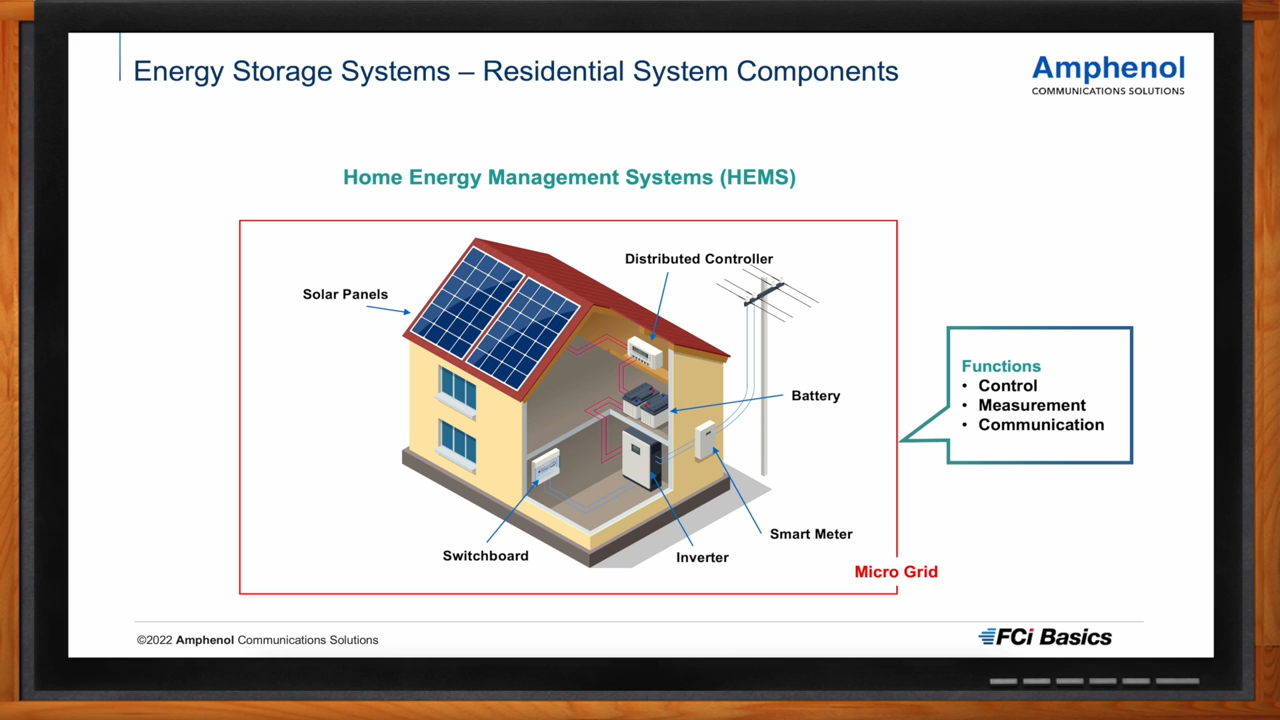 Energy Storage Systems – Residential System Components
Amphenol
COMMUNICATIONS SOLUTIONS
Home Energy Management Systems (HEMS)
Distributed Controller
Solar Panels
Battery
Functions
• Control
• Measurement
• Communication
Smart Meter
Switchboard
Inverter
Micro Grid
©2022 Amphenol Communications Solutions
FCi Basics